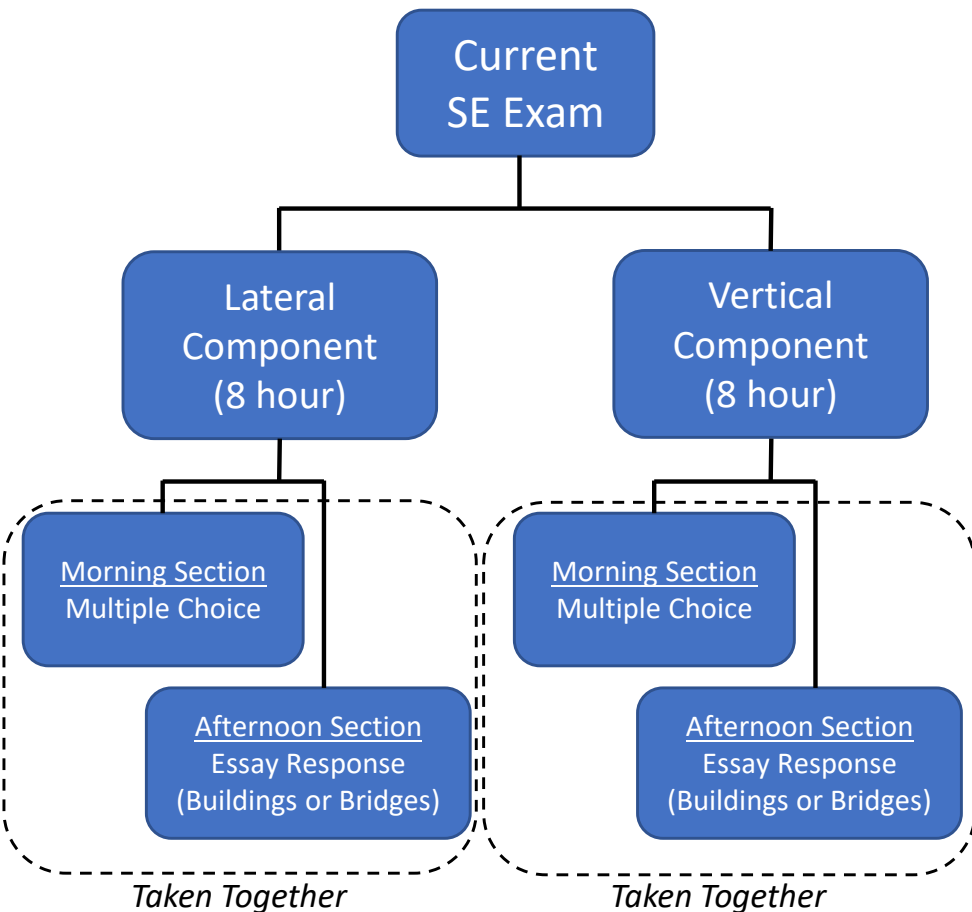 Current
SE Exam
Lateral
Component
(8 hour)
Vertical
Component
(8 hour)
Morning Section
Multiple Choice
Morning Section
Multiple Choice
Afternoon Section
Essay Response
(Buildings or Bridges)
Afternoon Section
Essay Response
(Buildings or Bridges)
Taken Together
Taken Together